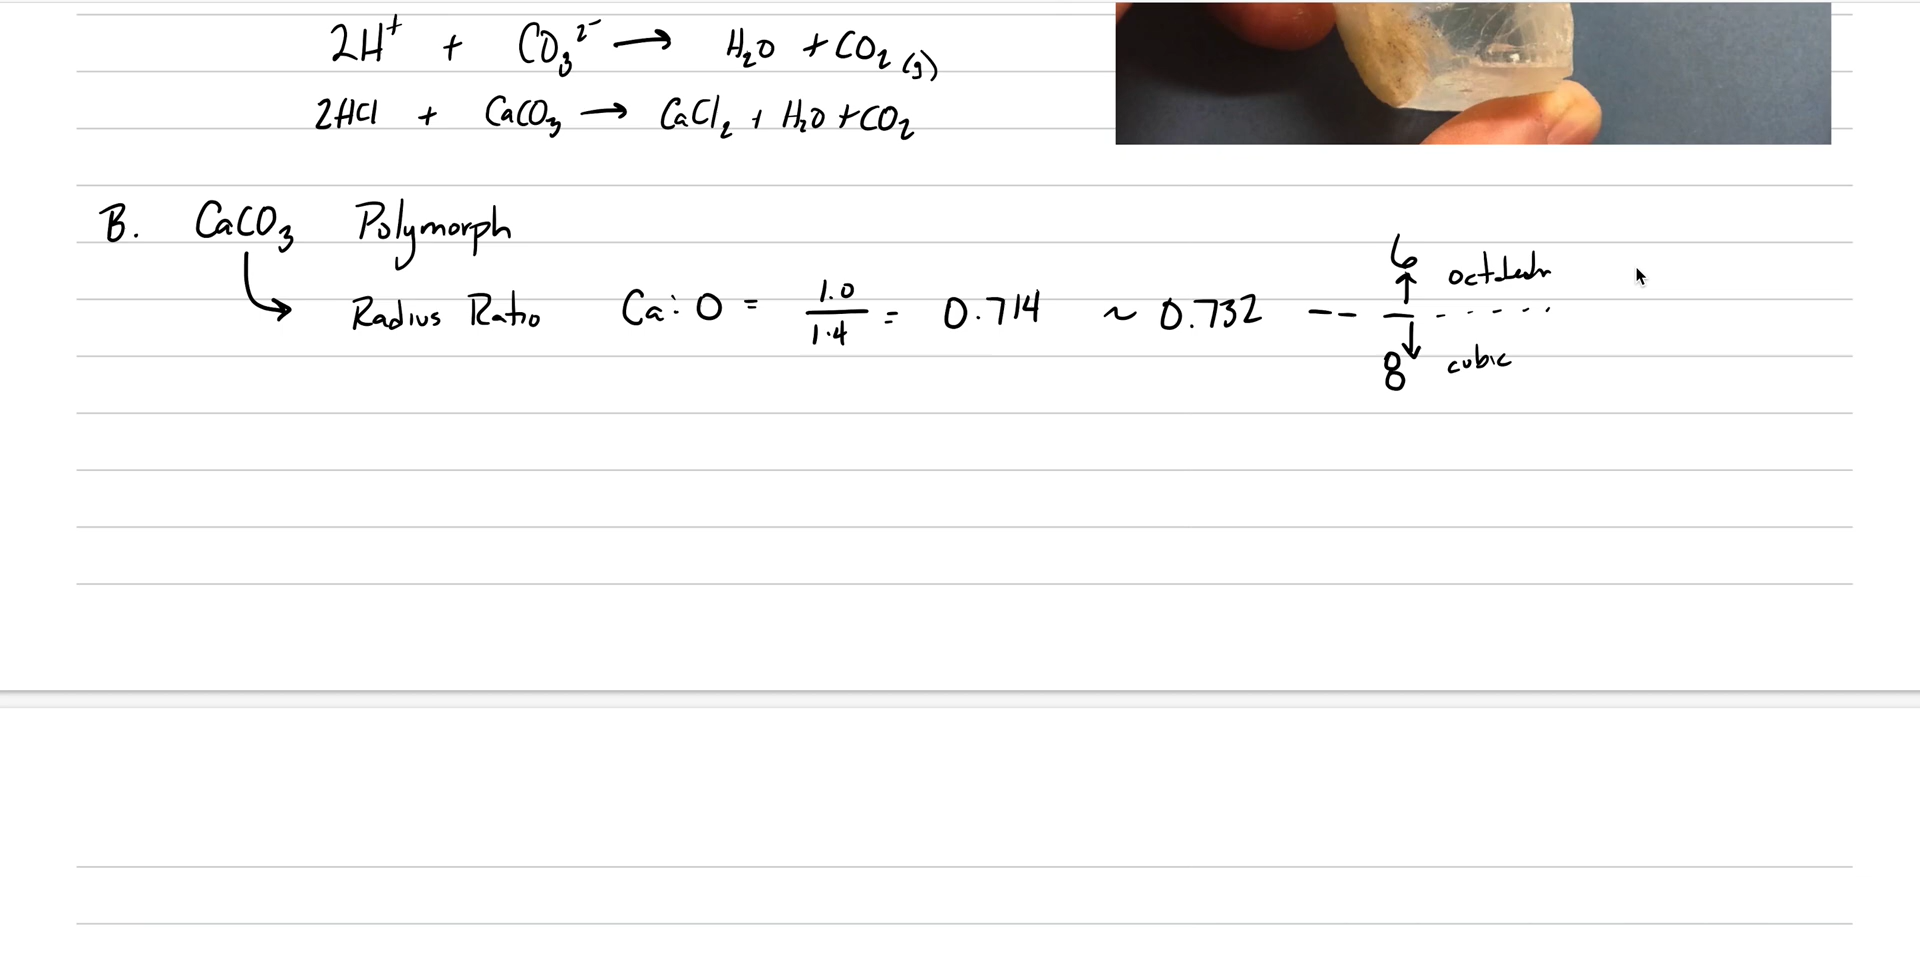 2H⁺ + CO₃²⁻ → H₂O + CO₂ (g)
2HCl + CaCO₃ → CaCl₂ + H₂O + CO₂
B. CaCO₃ Polymorph
Radius Ratio Ca:O = 1.0/1.4 = 0.714 ~ 0.732
6
8 cubic